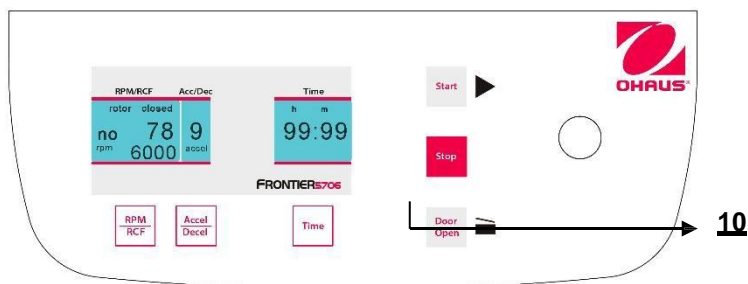 OHAUS
RPM/RCF Acc/Dec
rotor closed
no 78 9
rpm 6000 accel
Time
h m
99:99
FRONTIER5706
RPM
RCF
Accel
Decel
Time
Start
Stop
Door
Open
10